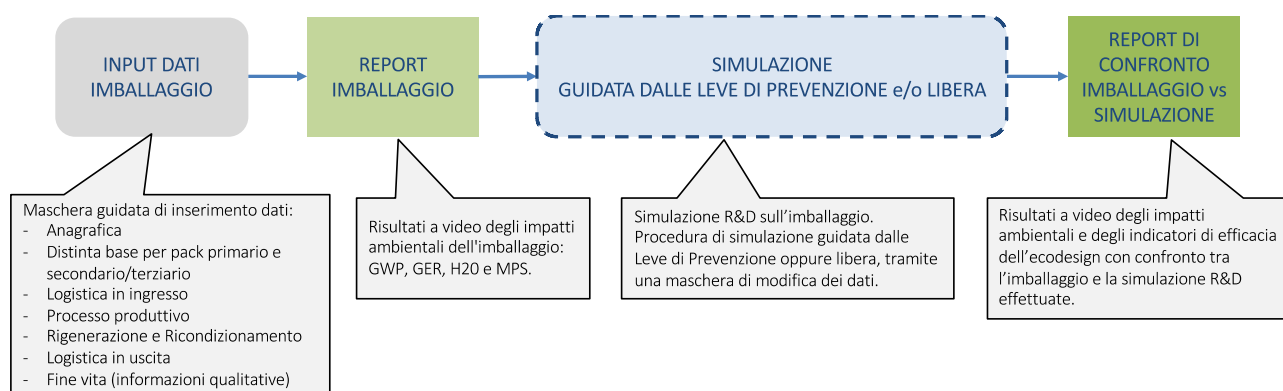 INPUT DATI
IMBALLAGGIO
REPORT
IMBALLAGGIO
SIMULAZIONE
GUIDATA DALLE LEVE DI PREVENZIONE e/o LIBERA
REPORT DI
CONFRONTO
IMBALLAGGIO vs
SIMULAZIONE
Maschera guidata di inserimento dati:
- Anagrafica
- Distinta base per pack primario e
secondario/terziario
- Logistica in ingresso
- Processo produttivo
- Rigenerazione e Ricondizionamento
- Logistica in uscita
- Fine vita (informazioni qualitative)
Risultati a video degli impatti
ambientali dell'imballaggio:
GWP, GER, H20 e MPS.
Simulazione R&D sull’imballaggio.
Procedura di simulazione guidata dalle
Leve di Prevenzione oppure libera, tramite
una maschera di modifica dei dati.
Risultati a video degli impatti
ambientali e degli indicatori di efficacia
dell’ecodesign con confronto tra
l’imballaggio e la simulazione R&D
effettuate.